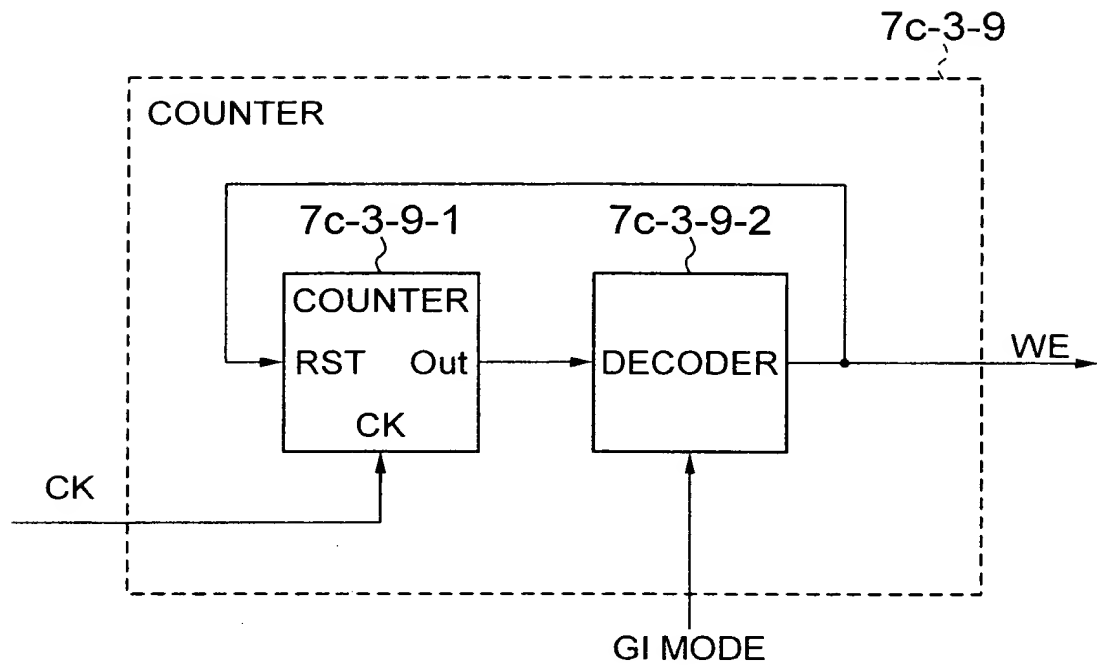 7c-3-9
COUNTER
7c-3-9-1
7c-3-9-2
COUNTER
RST Out
DECODER
WE
CK
CK
GI MODE